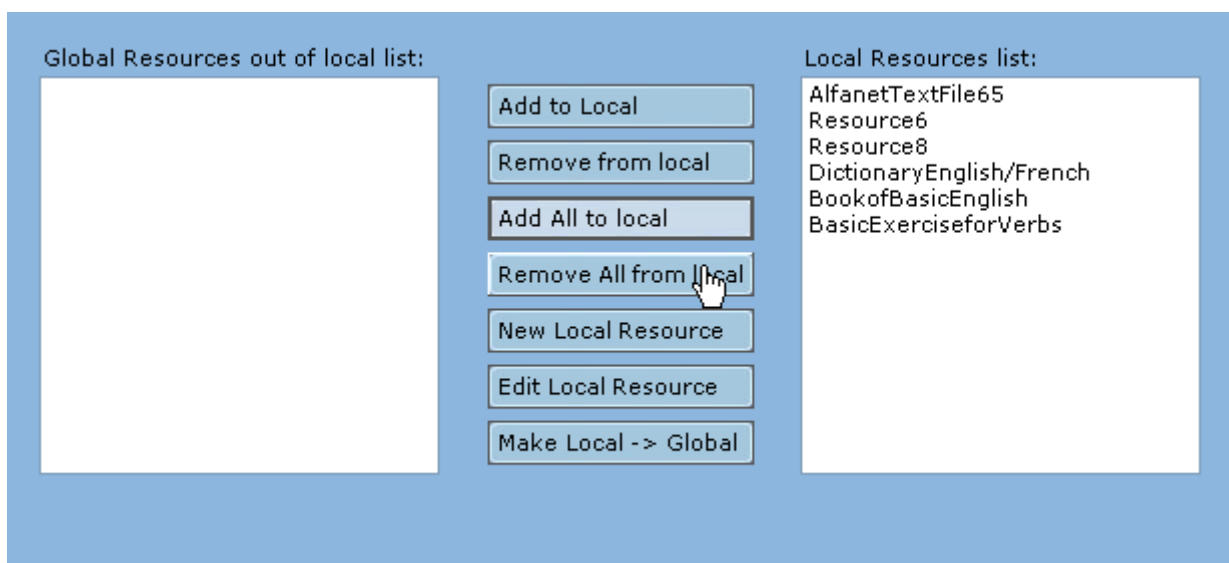 Global Resources out of local list:
Add to Local
Remove from local
Add All to local
Remove All from local
New Local Resource
Edit Local Resource
Make Local -> Global
Local Resources list:
AlfanetTextFile65
Resource6
Resource8
DictionaryEnglish/French
BookofBasicEnglish
BasicExerciseforVerbs